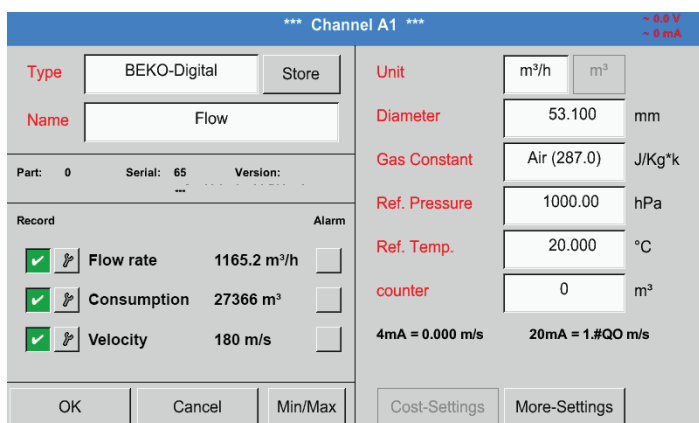 *** Channel A1 ***
~ 0.0 V
~ 0 mA
Type BEKO-Digital Store
Name Flow
Part: 0 Serial: 65 Version:
---
Record Alarm
Flow rate 1165.2 m³/h
Consumption 27366 m³
Velocity 180 m/s
OK Cancel Min/Max
Unit m³/h m³
Diameter 53.100 mm
Gas Constant Air (287.0) J/Kg*k
Ref. Pressure 1000.00 hPa
Ref. Temp. 20.000 °C
counter 0 m³
4mA = 0.000 m/s 20mA = 1.#QO m/s
Cost-Settings More-Settings